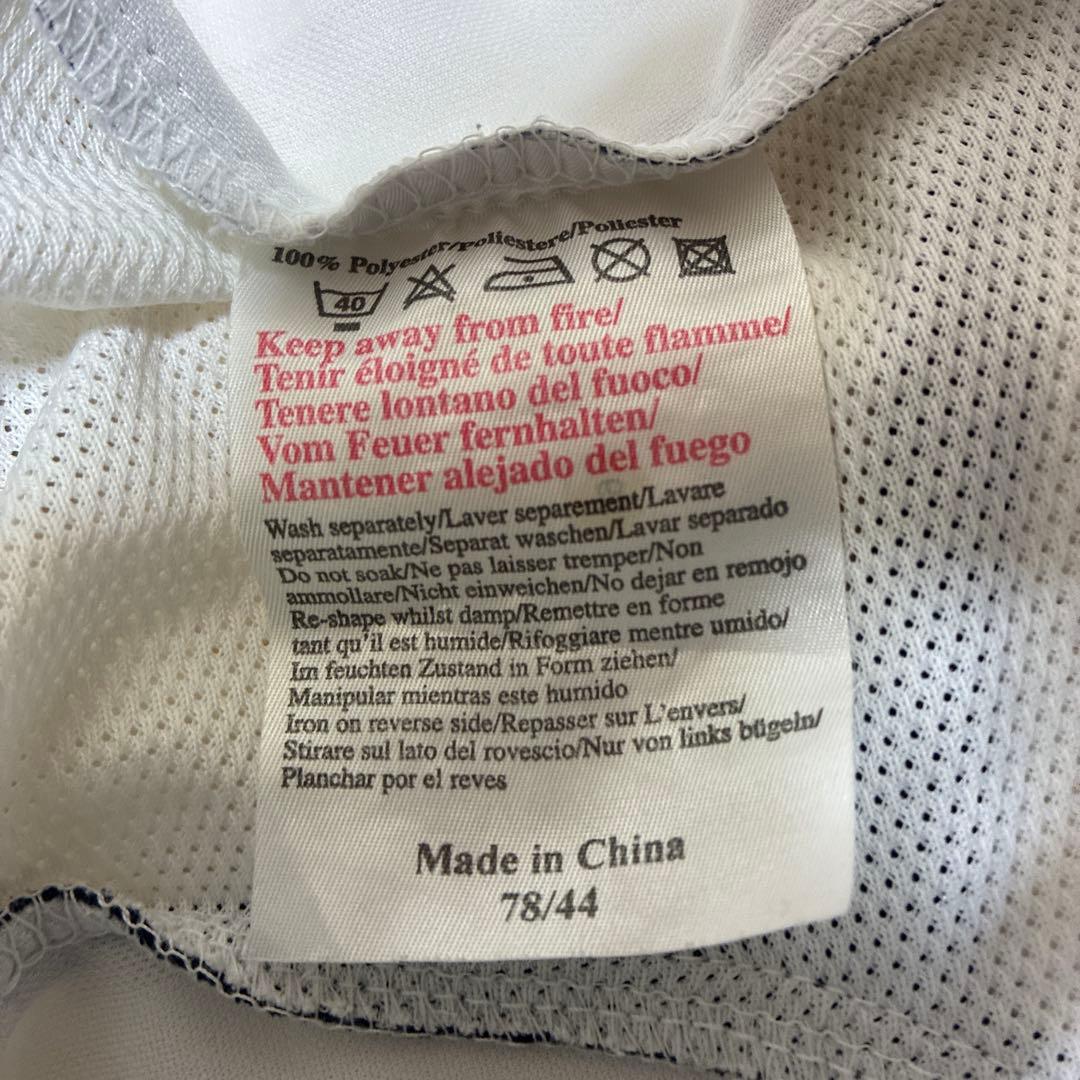 100% Polyester/poliestere/Poliester
40
Keep away from fire/
Tenir éloigné de toute flamme/
Tenere lontano del fuoco/
Vom Feuer fernhalten/
Mantener alejado del fuego
Wash separately/Laver separement/Lavare
separatamente/Separat waschen/Lavar separado
Do not soak/Ne pas laisser tremper/Non
ammollare/Nicht einweichen/No dejar en remojo
Re-shape whilst damp/Remettre en forme
tant qu'il est humide/Rifoggiare mentre umido/
Im feuchten Zustand in Form ziehen/
Manipular mientras este humido
Iron on reverse side/Repasser sur L'envers/
Stirare sul lato del rovescio/Nur von links bügeln/
Planchar por el reves
Made in China
78/44